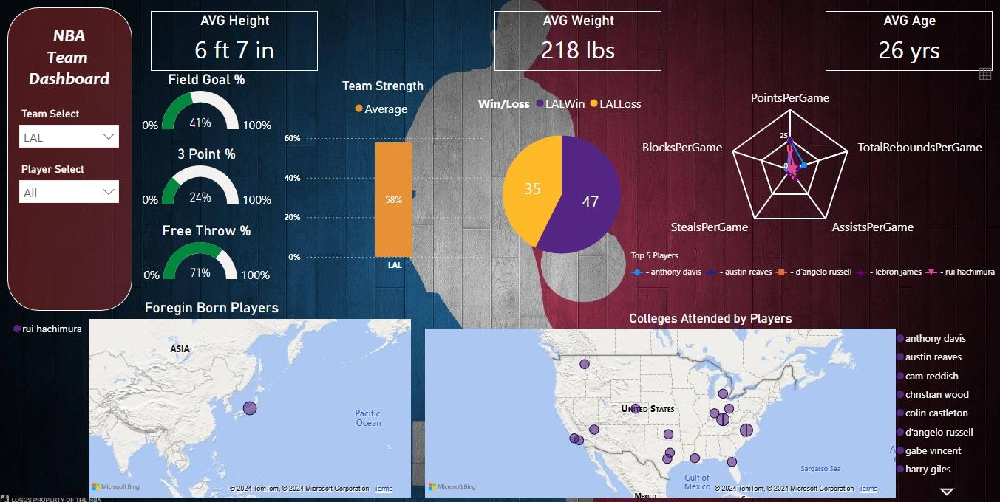 NBA
Team
Dashboard
Team Select
LAL
Player Select
All
AVG Height
6 ft 7 in
AVG Weight
218 lbs
AVG Age
26 yrs
Field Goal %
0%
41%
100%
3 Point %
0%
24%
100%
Free Throw %
0%
71%
100%
Team Strength
Average
60%
40%
20%
0%
58%
LAL
Win/Loss LALWin LALLoss
35
47
PointsPerGame
BlocksPerGame
TotalReboundsPerGame
StealsPerGame
AssistsPerGame
25
0
Top 5 Players
- anthony davis - austin reaves - d'angelo russell - lebron james - rui hachimura
Foregin Born Players
rui hachimura
ASIA
Pacific
Ocean
Microsoft Bing
© 2024 TomTom, © 2024 Microsoft Corporation Terms
Colleges Attended by Players
UNITED STATES
Gulf of
Mexico
Sargasso Sea
MEXICO
Microsoft Bing
© 2024 TomTom, © 2024 Microsoft Corporation Terms
anthony davis
austin reaves
cam reddish
christian wood
colin castleton
d'angelo russell
gabe vincent
harry giles
LOGOS PROPERTY OF THE NBA